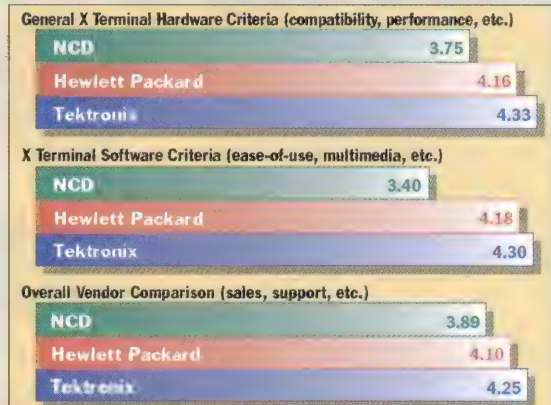 General X Terminal Hardware Criteria (compatibility, performance, etc.)
NCD 3.75
Hewlett Packard 4.16
Tektronix 4.33
X Terminal Software Criteria (ease-of-use, multimedia, etc.)
NCD 3.40
Hewlett Packard 4.18
Tektronix 4.30
Overall Vendor Comparison (sales, support, etc.)
NCD 3.89
Hewlett Packard 4.10
Tektronix 4.25